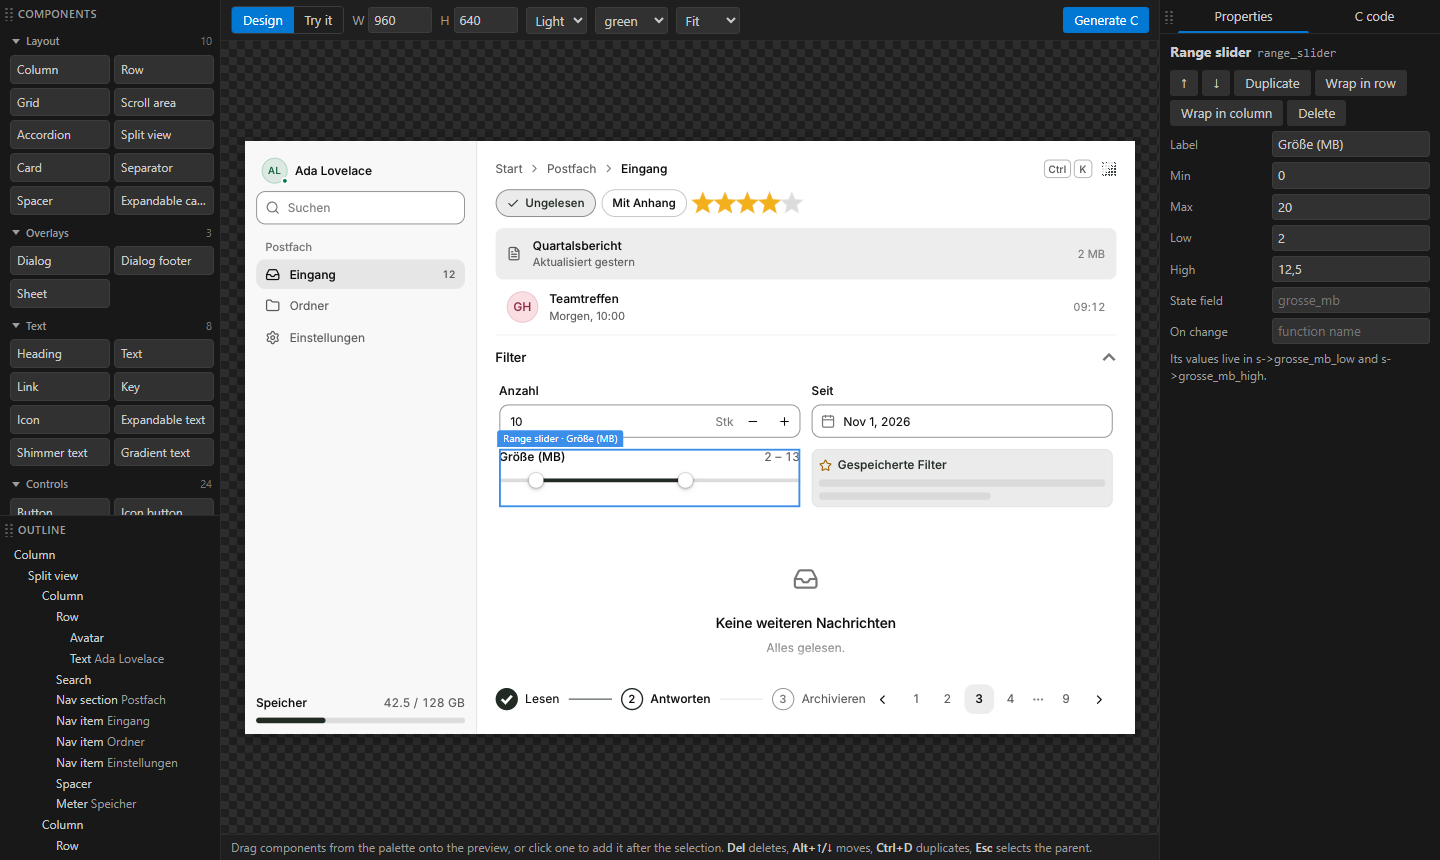 COMPONENTS
Layout 10
Column Row
Grid Scroll area
Accordion Split view
Card Separator
Spacer Expandable ca...
Overlays 3
Dialog Dialog footer
Sheet
Text 8
Heading Text
Link Key
Icon Expandable text
Shimmer text Gradient text
Controls 24
Button Icon button
OUTLINE
Column
Split view
Column
Row
Avatar
Text Ada Lovelace
Search
Nav section Postfach
Nav item Eingang
Nav item Ordner
Nav item Einstellungen
Spacer
Meter Speicher
Column
Row
Design Try it W 960 H 640 Light green Fit Generate C
AL Ada Lovelace
Suchen
Postfach
Eingang 12
Ordner
Einstellungen
Speicher 42.5 / 128 GB
Start Postfach Eingang Ctrl K
Ungelesen Mit Anhang
Quartalsbericht
Aktualisiert gestern
2 MB
GH
Teamtreffen
Morgen, 10:00
09:12
Filter
Anzahl Seit
10 Stk Nov 1, 2026
Range slider · Größe (MB)
Größe (MB) 2 – 13
Gespeicherte Filter
Keine weiteren Nachrichten
Alles gelesen.
Lesen 2 Antworten 3 Archivieren 1 2 3 4 ··· 9
Drag components from the palette onto the preview, or click one to add it after the selection. Del deletes, Alt+↑/↓ moves, Ctrl+D duplicates, Esc selects the parent.
Properties C code
Range slider range_slider
↑ ↓ Duplicate Wrap in row
Wrap in column Delete
Label Größe (MB)
Min 0
Max 20
Low 2
High 12,5
State field grosse_mb
On change function name
Its values live in s->grosse_mb_low and s-
>grosse_mb_high.